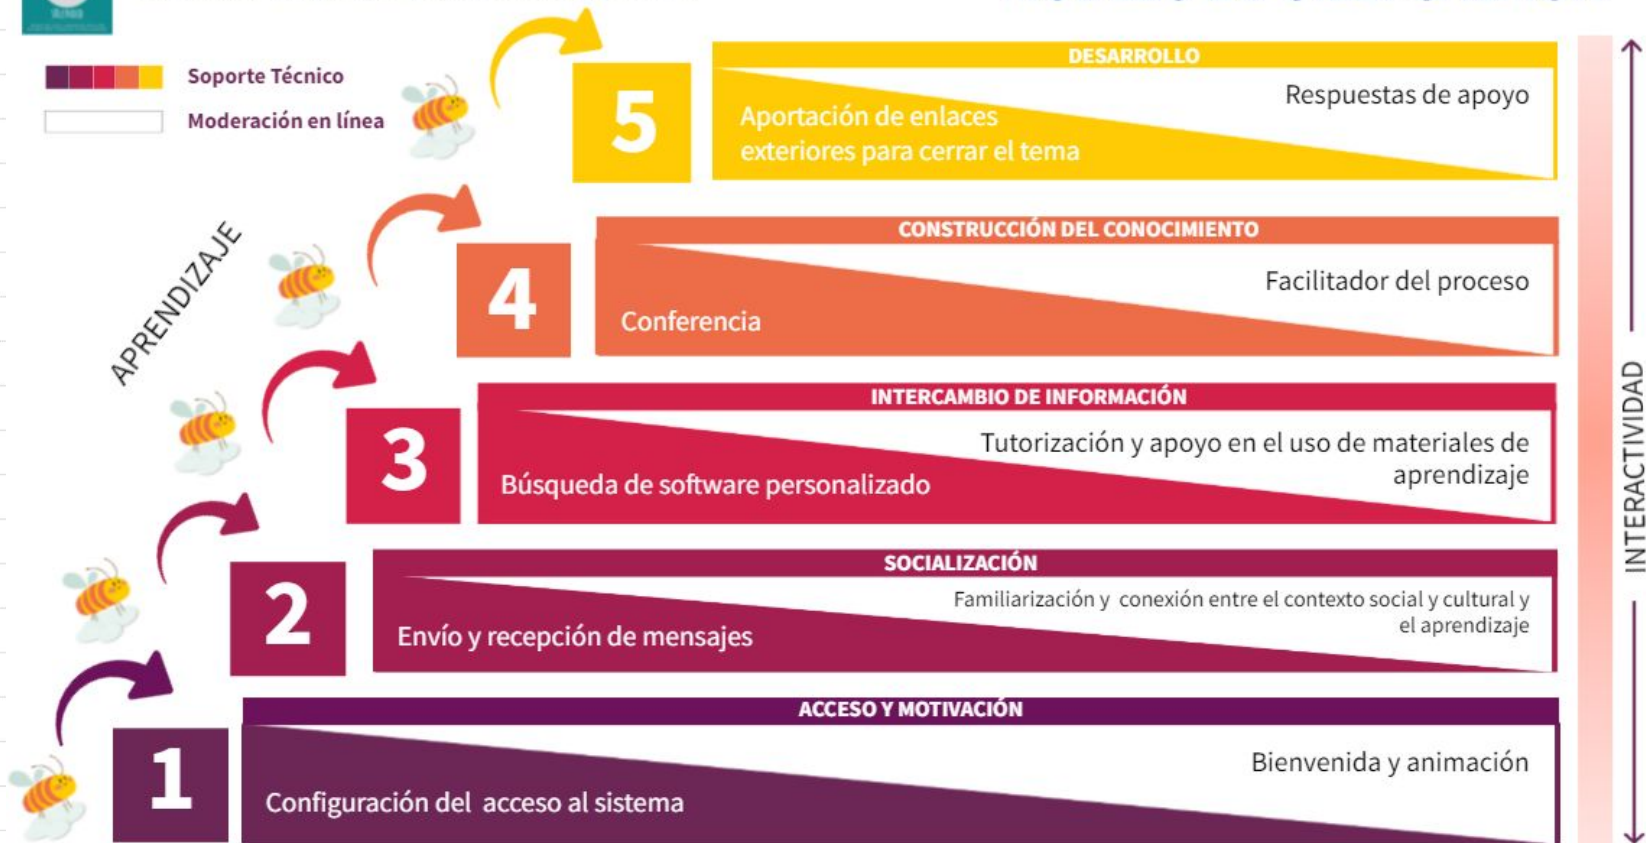 Soporte Técnico
Moderación en línea
APRENDIZAJE
5
DESARROLLO
Respuestas de apoyo
Aportación de enlaces
exteriores para cerrar el tema
4
CONSTRUCCIÓN DEL CONOCIMIENTO
Facilitador del proceso
Conferencia
3
INTERCAMBIO DE INFORMACIÓN
Tutorización y apoyo en el uso de materiales de
aprendizaje
Búsqueda de software personalizado
2
SOCIALIZACIÓN
Familiarización y conexión entre el contexto social y cultural y
el aprendizaje
Envío y recepción de mensajes
1
ACCESO Y MOTIVACIÓN
Bienvenida y animación
Configuración del acceso al sistema
INTERACTIVIDAD